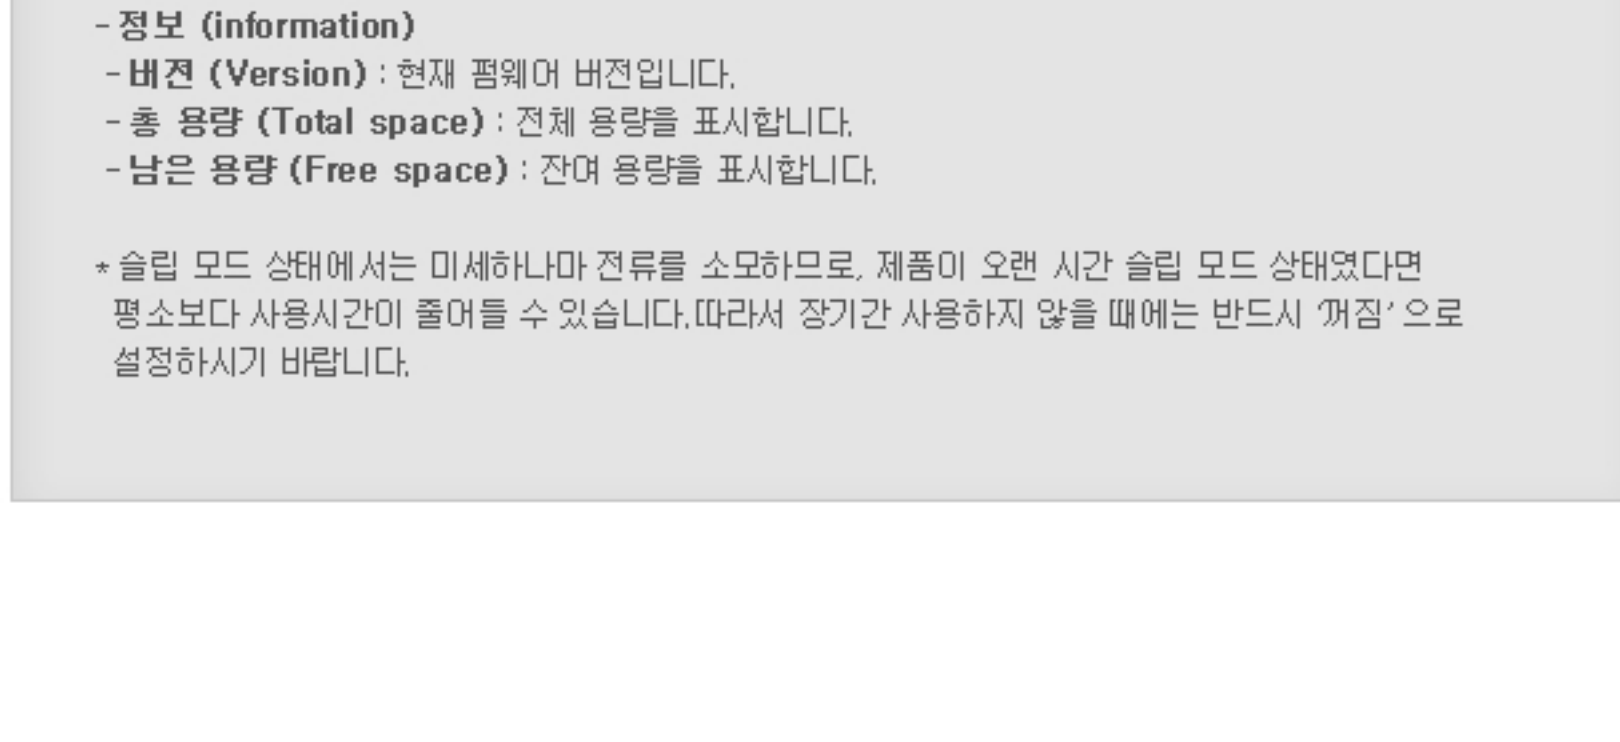 - 정보 (information)
- 버젼 (Version) : 현재 펌웨어 버전입니다.
- 총 용량 (Total space) : 전체 용량을 표시합니다.
- 남은 용량 (Free space) : 잔여 용량을 표시합니다.
* 슬립 모드 상태에서는 미세하나마 전류를 소모하므로, 제품이 오랜 시간 슬립 모드 상태였다면
평소보다 사용시간이 줄어들 수 있습니다.따라서 장기간 사용하지 않을 때에는 반드시 ‘꺼짐’ 으로
설정하시기 바랍니다.